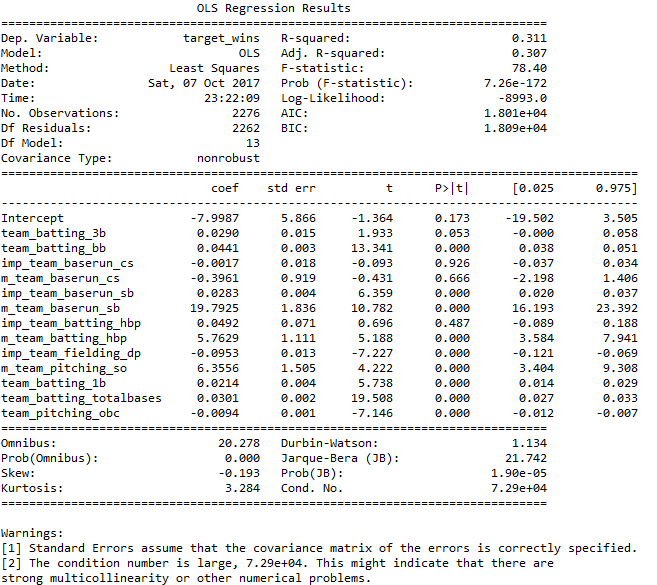 OLS Regression Results
==============================================================================
Dep. Variable:            target_wins   R-squared:                       0.311
Model:                            OLS   Adj. R-squared:                  0.307
Method:                 Least Squares   F-statistic:                     78.40
Date:                Sat, 07 Oct 2017   Prob (F-statistic):          7.26e-172
Time:                        23:22:09   Log-Likelihood:                -8993.0
No. Observations:                2276   AIC:                         1.801e+04
Df Residuals:                    2262   BIC:                         1.809e+04
Df Model:                          13
Covariance Type:            nonrobust
==========================================================================================
                             coef    std err          t      P>|t|      [0.025      0.975]
------------------------------------------------------------------------------------------
Intercept                 -7.9987      5.866     -1.364      0.173     -19.502       3.505
team_batting_3b            0.0290      0.015      1.933      0.053      -0.000       0.058
team_batting_bb            0.0441      0.003     13.341      0.000       0.038       0.051
imp_team_baserun_cs       -0.0017      0.018     -0.093      0.926      -0.037       0.034
m_team_baserun_cs         -0.3961      0.919     -0.431      0.666      -2.198       1.406
imp_team_baserun_sb        0.0283      0.004      6.359      0.000       0.020       0.037
m_team_baserun_sb         19.7925      1.836     10.782      0.000      16.193      23.392
imp_team_batting_hbp       0.0492      0.071      0.696      0.487      -0.089       0.188
m_team_batting_hbp         5.7629      1.111      5.188      0.000       3.584       7.941
imp_team_fielding_dp      -0.0953      0.013     -7.227      0.000      -0.121      -0.069
m_team_pitching_so         6.3556      1.505      4.222      0.000       3.404       9.308
team_batting_1b            0.0214      0.004      5.738      0.000       0.014       0.029
team_batting_totalbases    0.0301      0.002     19.508      0.000       0.027       0.033
team_pitching_obc         -0.0094      0.001     -7.146      0.000      -0.012      -0.007
==============================================================================
Omnibus:                       20.278   Durbin-Watson:                   1.134
Prob(Omnibus):                  0.000   Jarque-Bera (JB):               21.742
Skew:                          -0.193   Prob(JB):                     1.90e-05
Kurtosis:                       3.284   Cond. No.                     7.29e+04
==============================================================================

Warnings:
[1] Standard Errors assume that the covariance matrix of the errors is correctly specified.
[2] The condition number is large, 7.29e+04. This might indicate that there are
strong multicollinearity or other numerical problems.